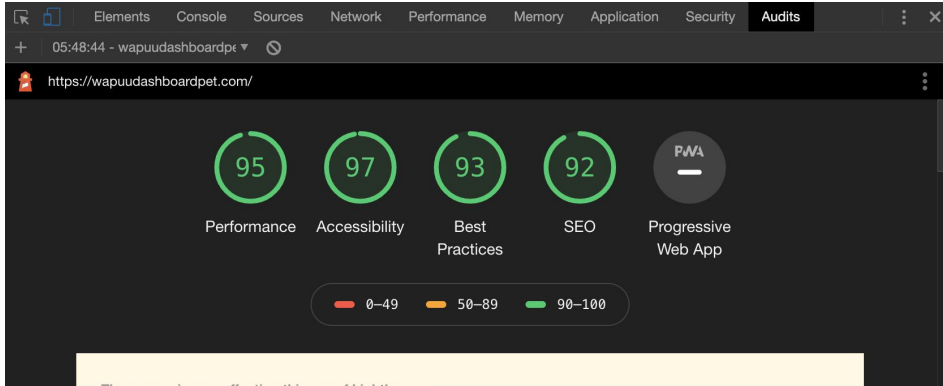 Elements Console Sources Network Performance Memory Application Security Audits
05:48:44 - wapuudashboardpe
https://wapuudashboardpet.com/
95 97 93 92 PWA
Performance Accessibility Best Practices SEO Progressive Web App
0–49 50–89 90–100